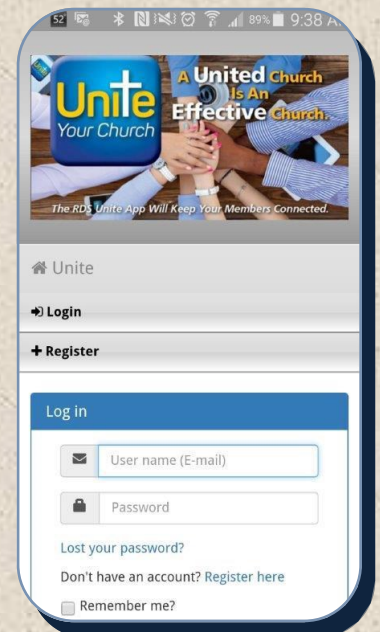 52 89% 9:38 A
Unite
Your Church
A United Church
Is An
Effective Church.
The RDS Unite App Will Keep Your Members Connected.
Unite
Login
Register
Log in
User name (E-mail)
Password
Lost your password?
Don't have an account? Register here
Remember me?